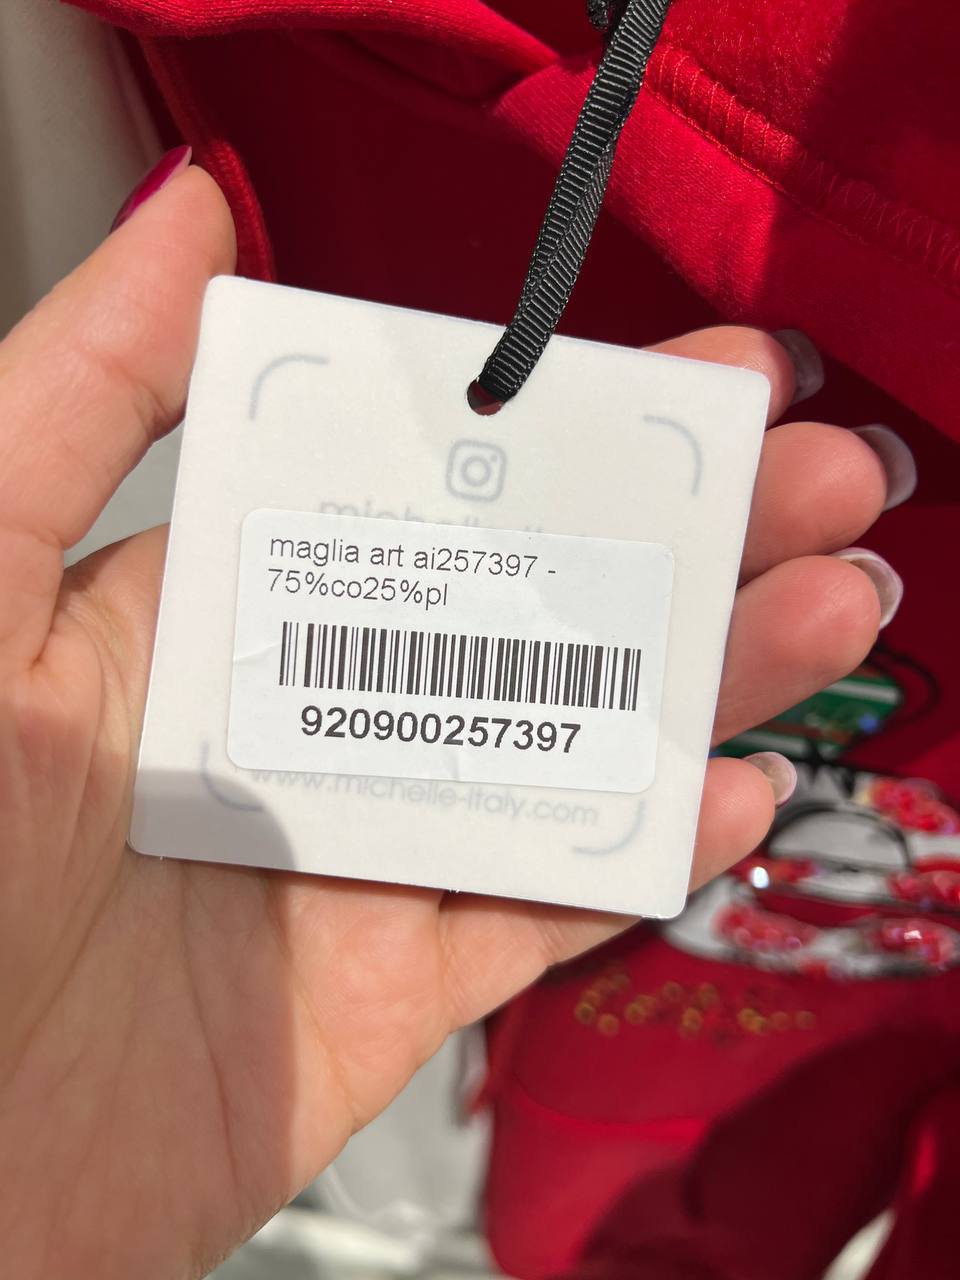 maglia art ai257397 -
75%co25%pl
920900257397
www.michelle-italy.com